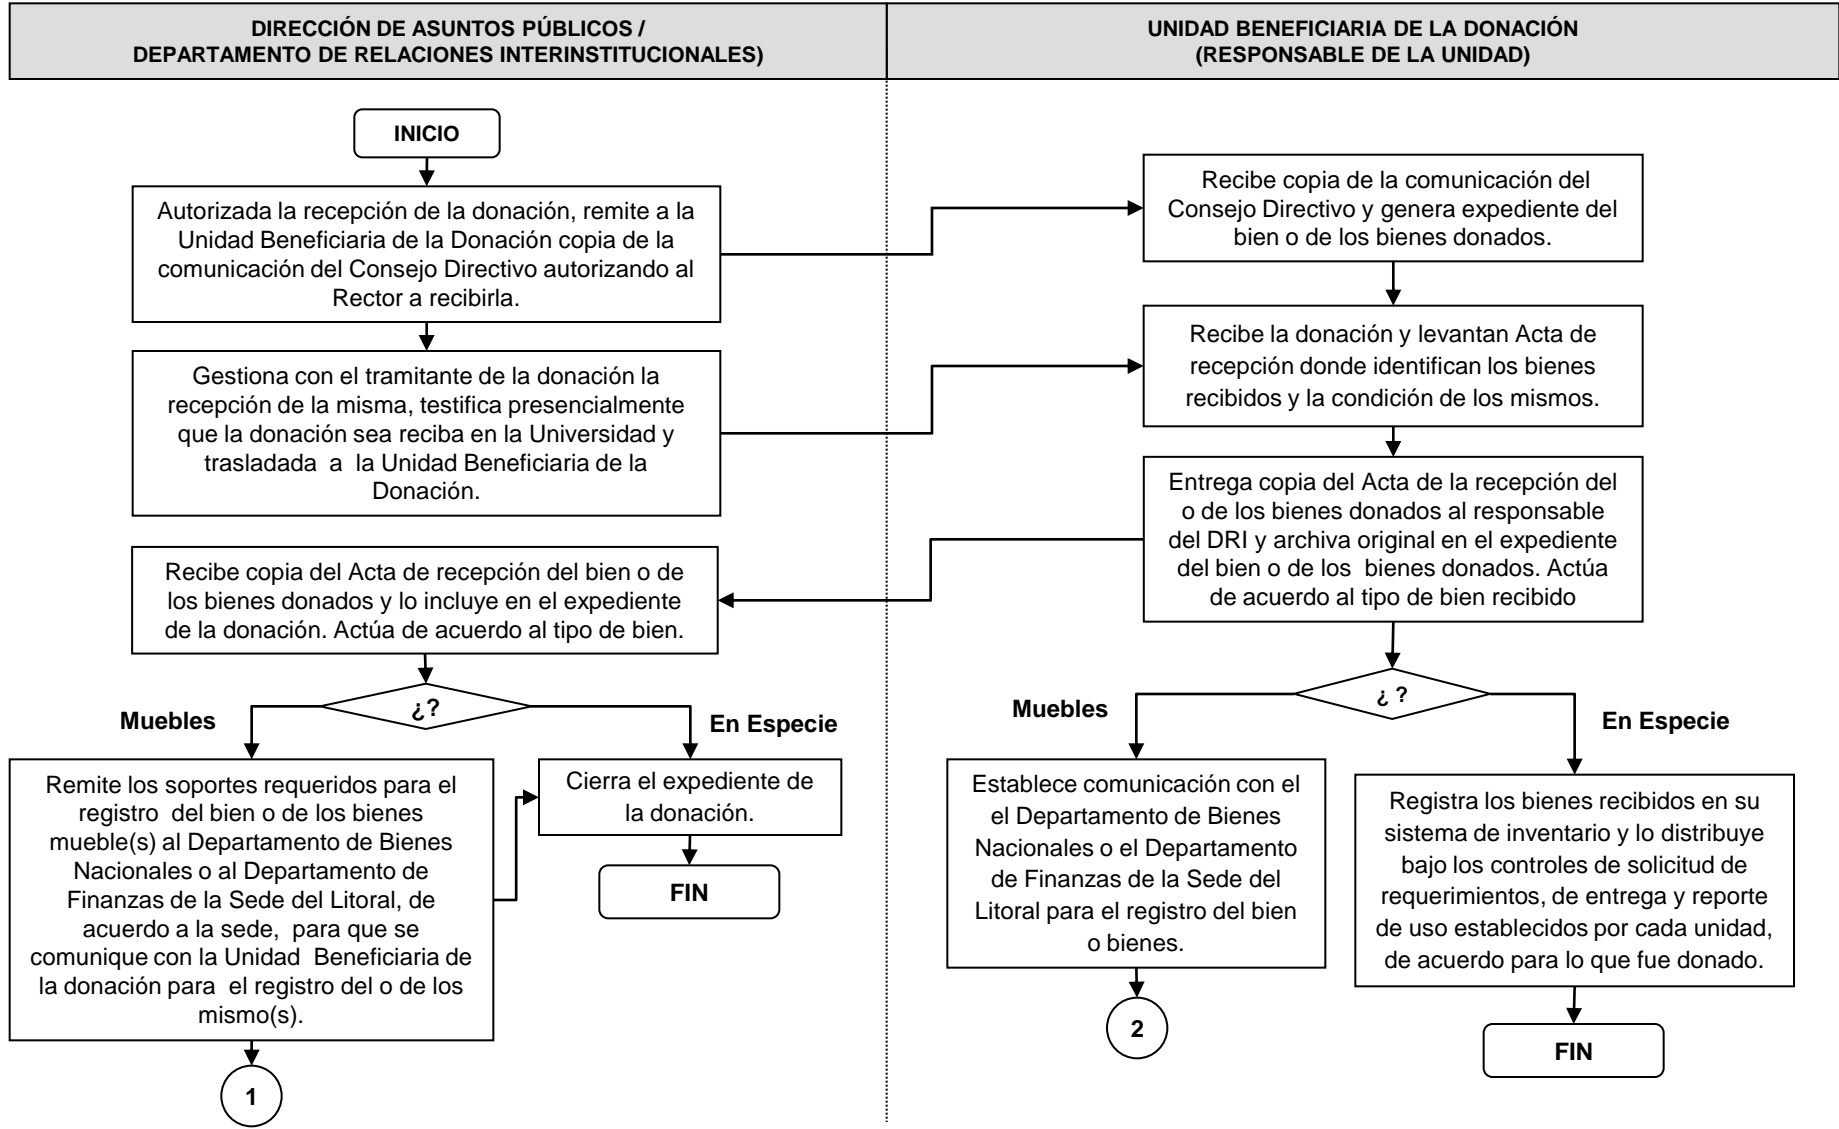 DIRECCIÓN DE ASUNTOS PÚBLICOS /
DEPARTAMENTO DE RELACIONES INTERINSTITUCIONALES)
UNIDAD BENEFICIARIA DE LA DONACIÓN
(RESPONSABLE DE LA UNIDAD)
INICIO
Autorizada la recepción de la donación, remite a la
Unidad Beneficiaria de la Donación copia de la
comunicación del Consejo Directivo autorizando al
Rector a recibirla.
Recibe copia de la comunicación del
Consejo Directivo y genera expediente del
bien o de los bienes donados.
Gestiona con el tramitante de la donación la
recepción de la misma, testifica presencialmente
que la donación sea reciba en la Universidad y
trasladada a la Unidad Beneficiaria de la
Donación.
Recibe la donación y levantan Acta de
recepción donde identifican los bienes
recibidos y la condición de los mismos.
Entrega copia del Acta de la recepción del
o de los bienes donados al responsable
del DRI y archiva original en el expediente
del bien o de los bienes donados. Actúa
de acuerdo al tipo de bien recibido
Recibe copia del Acta de recepción del bien o de
los bienes donados y lo incluye en el expediente
de la donación. Actúa de acuerdo al tipo de bien.
¿?
Muebles
En Especie
Remite los soportes requeridos para el
registro del bien o de los bienes
mueble(s) al Departamento de Bienes
Nacionales o al Departamento de
Finanzas de la Sede del Litoral, de
acuerdo a la sede, para que se
comunique con la Unidad Beneficiaria de
la donación para el registro del o de los
mismo(s).
1
Cierra el expediente de
la donación.
FIN
¿ ?
Muebles
En Especie
Establece comunicación con el
el Departamento de Bienes
Nacionales o el Departamento
de Finanzas de la Sede del
Litoral para el registro del bien
o bienes.
2
Registra los bienes recibidos en su
sistema de inventario y lo distribuye
bajo los controles de solicitud de
requerimientos, de entrega y reporte
de uso establecidos por cada unidad,
de acuerdo para lo que fue donado.
FIN